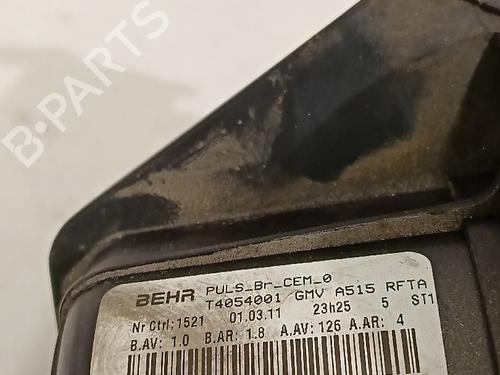 B-PARTS
BEHR PULS_Br_CEM_0
T4054001 GMV A515 RFTA
Nr Ctrl:1521 01.03.11 23h25 5 ST1
B.AV: 1.0 B.AR: 1.8 A.AV: 126 A.AR: 4